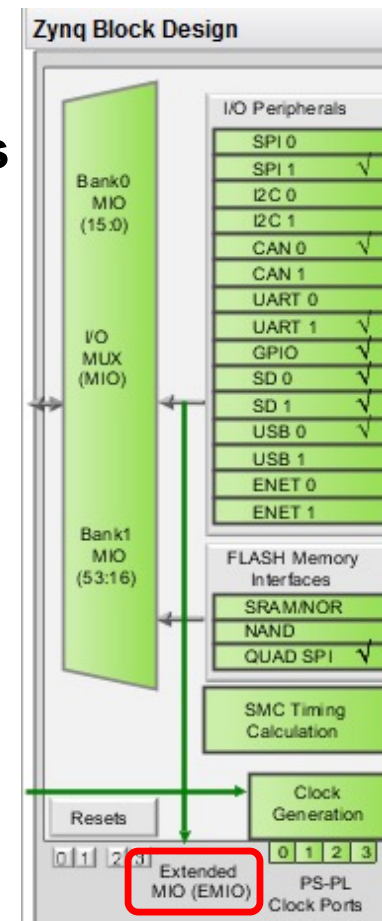 Zynq Block Design
s
Bank0
MIO
(15:0)
I/O
MUX
(MIO)
Bank1
MIO
(53:16)
I/O Peripherals
SPI 0
SPI 1 √
I2C 0
I2C 1
CAN 0 √
CAN 1
UART 0
UART 1 √
GPIO √
SD 0 √
SD 1 √
USB 0 √
USB 1
ENET 0
ENET 1
FLASH Memory
Interfaces
SRAM/NOR
NAND
QUAD SPI √
SMC Timing
Calculation
Clock
Generation
Resets
0 1 2 3
Extended
MIO (EMIO)
0 1 2 3
PS-PL
Clock Ports